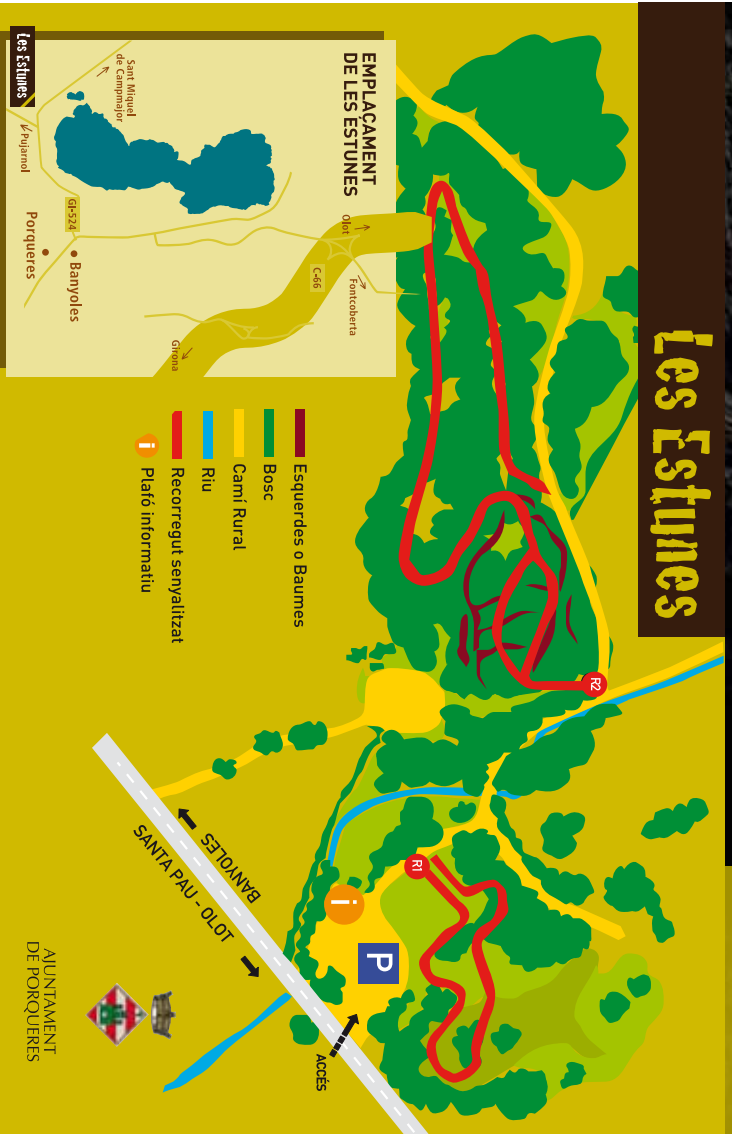 Les Estunes
EMPLAÇAMENT
DE LES ESTUNES
Les Estunes
Sant Miquel
de Campmajor
Pujarnol
GI-524
Porqueres
Banyoles
Olot
C-66
Fontcoberta
Girona
Esquerdes o Baumes
Bosc
Camí Rural
Riu
Recorregut senyalitzat
i
Plafó informatiu
R2
R1
i
P
BANYOLES
SANTA PAU - OLOT
ACCÉS
AJUNTAMENT
DE PORQUERES